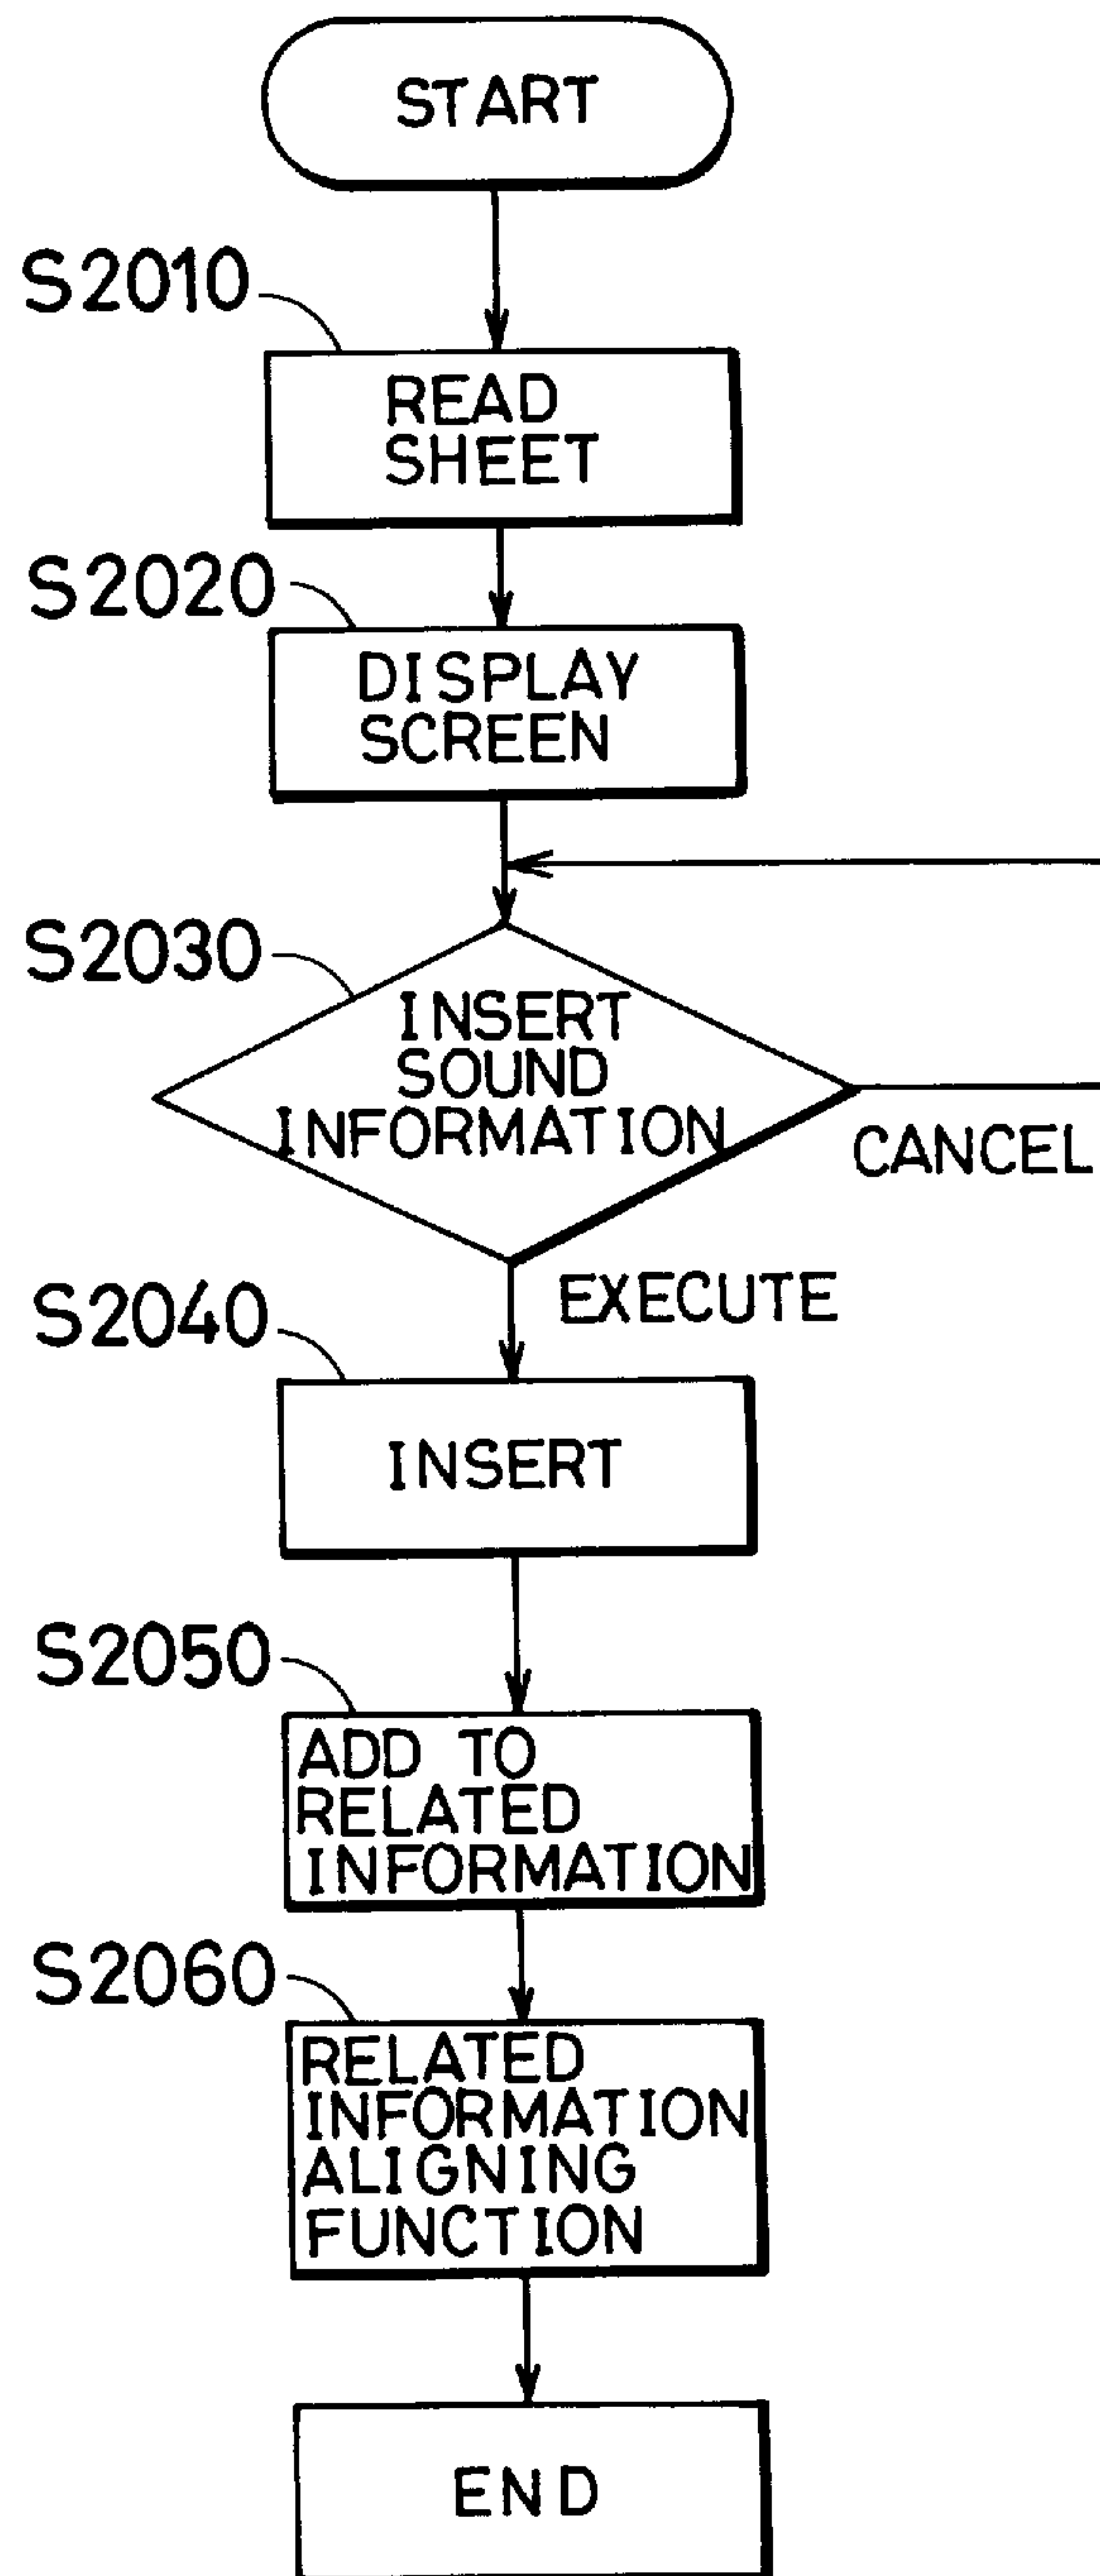 START
S2010
READ
SHEET
S2020
DISPLAY
SCREEN
S2030
INSERT
SOUND
INFORMATION
CANCEL
EXECUTE
S2040
INSERT
S2050
ADD TO
RELATED
INFORMATION
S2060
RELATED
INFORMATION
ALIGNING
FUNCTION
END